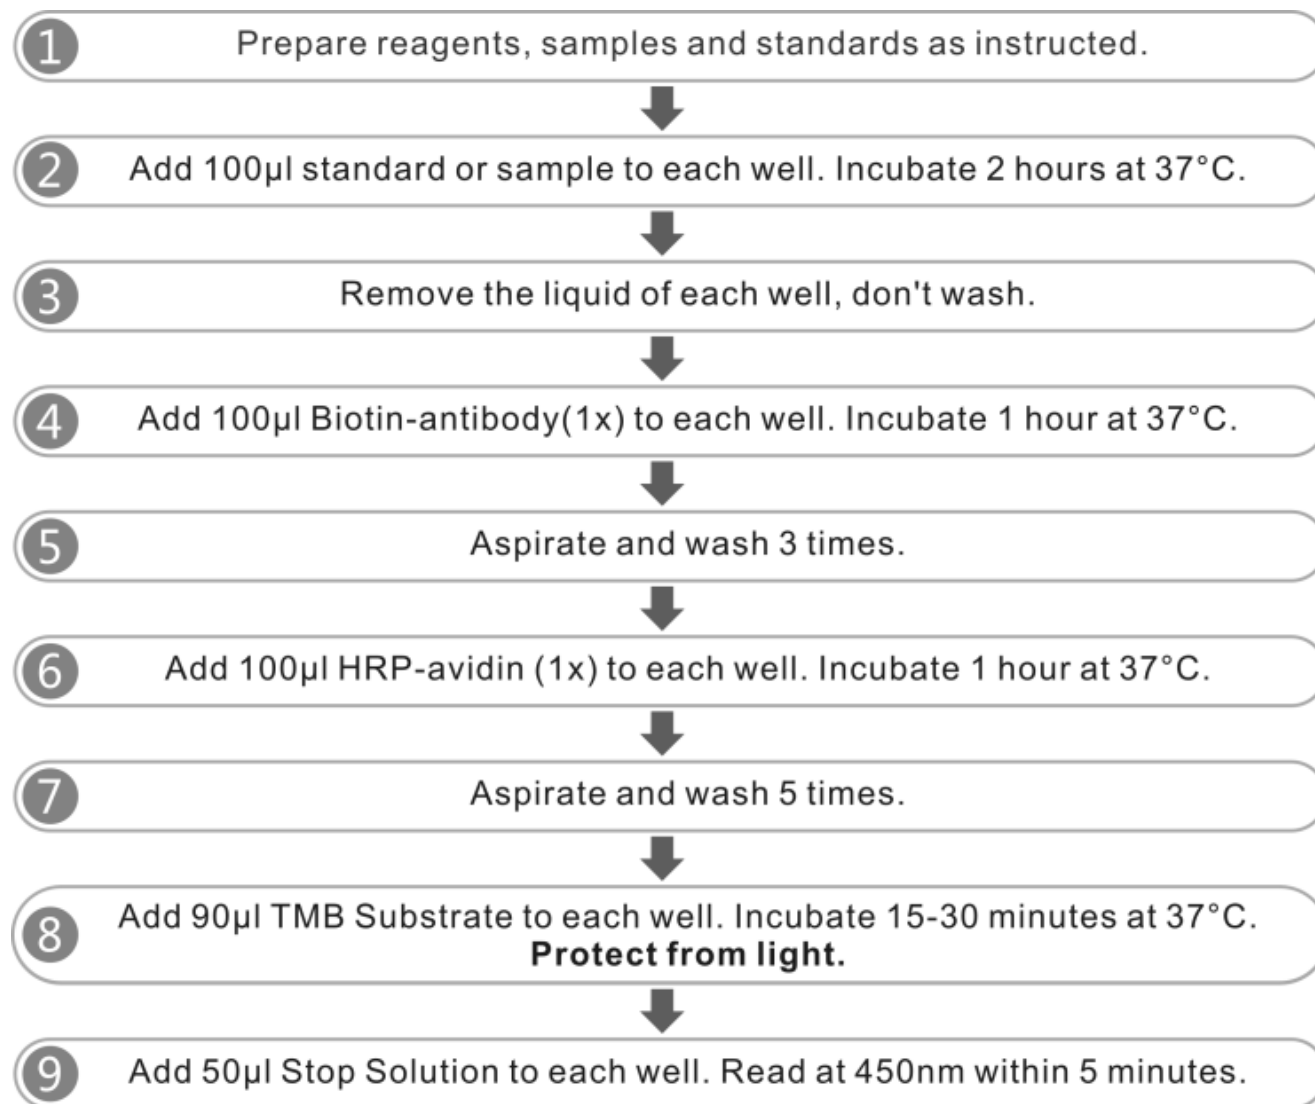 1 Prepare reagents, samples and standards as instructed.
2 Add 100µl standard or sample to each well. Incubate 2 hours at 37°C.
3 Remove the liquid of each well, don't wash.
4 Add 100µl Biotin-antibody(1x) to each well. Incubate 1 hour at 37°C.
5 Aspirate and wash 3 times.
6 Add 100µl HRP-avidin (1x) to each well. Incubate 1 hour at 37°C.
7 Aspirate and wash 5 times.
8 Add 90µl TMB Substrate to each well. Incubate 15-30 minutes at 37°C.
Protect from light.
9 Add 50µl Stop Solution to each well. Read at 450nm within 5 minutes.